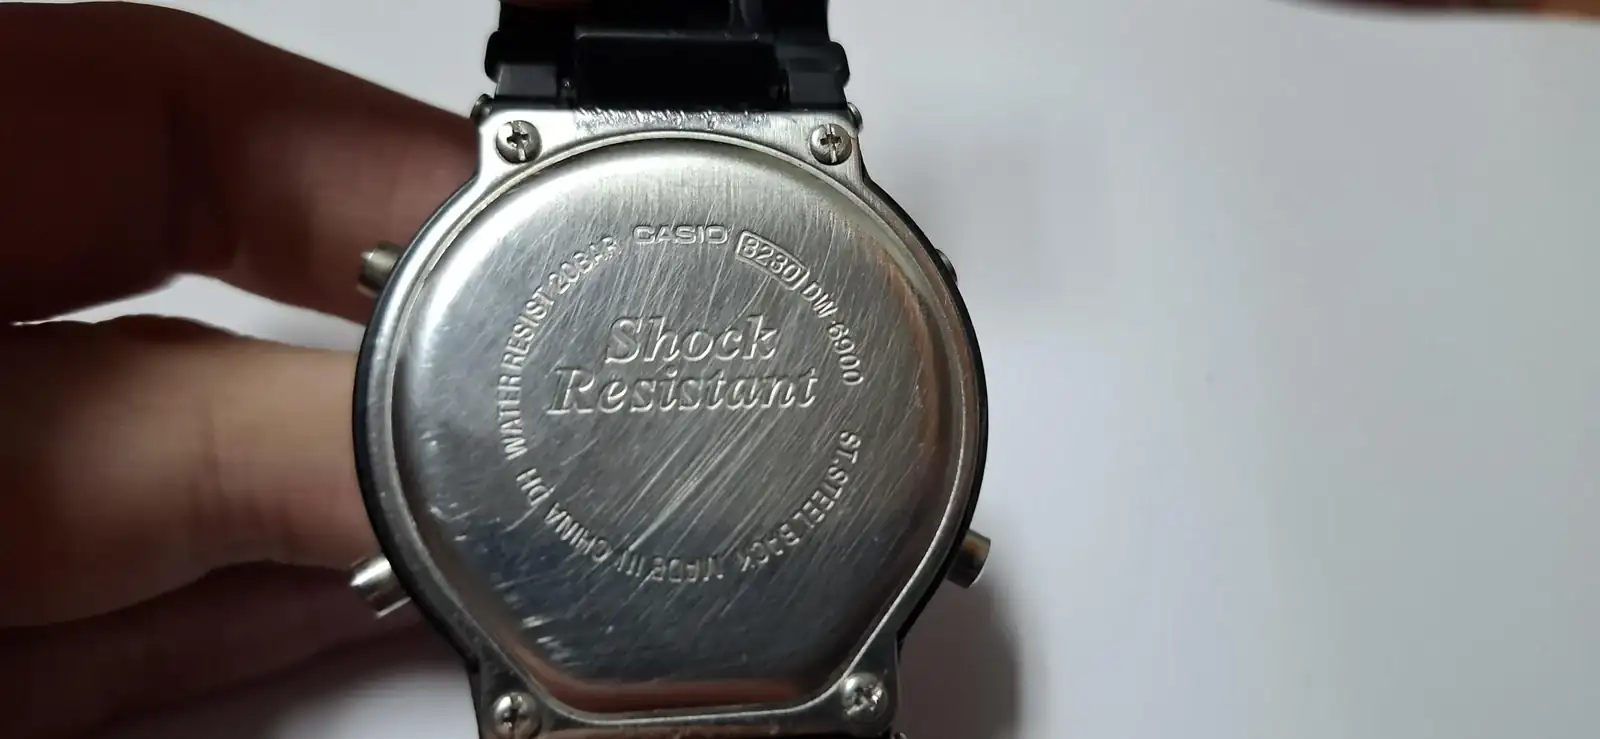 CASIO 3230 DW-6900
Shock
Resistant
ST.STEEL BACK MADE IN CHINA DH WATER RESIST 20BAR